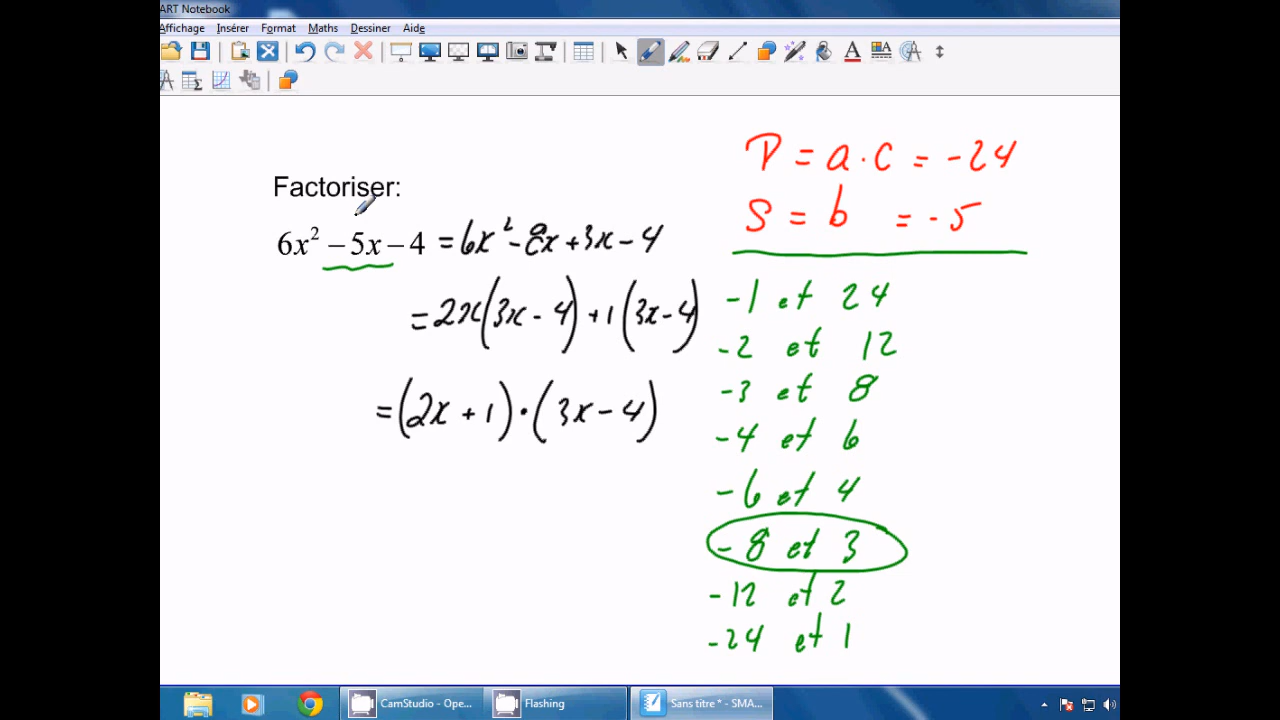 ART Notebook
Affichage Insérer Format Maths Dessiner Aide
Factoriser:
6x² − 5x − 4 = 6x² - 8x + 3x - 4
= 2x(3x - 4) + 1(3x - 4)
= (2x + 1) · (3x - 4)
P = a · c = -24
S = b = -5
-1 et 24
-2 et 12
-3 et 8
-4 et 6
-6 et 4
-8 et 3
-12 et 2
-24 et 1
CamStudio - Ope... Flashing Sans titre * - SMA...